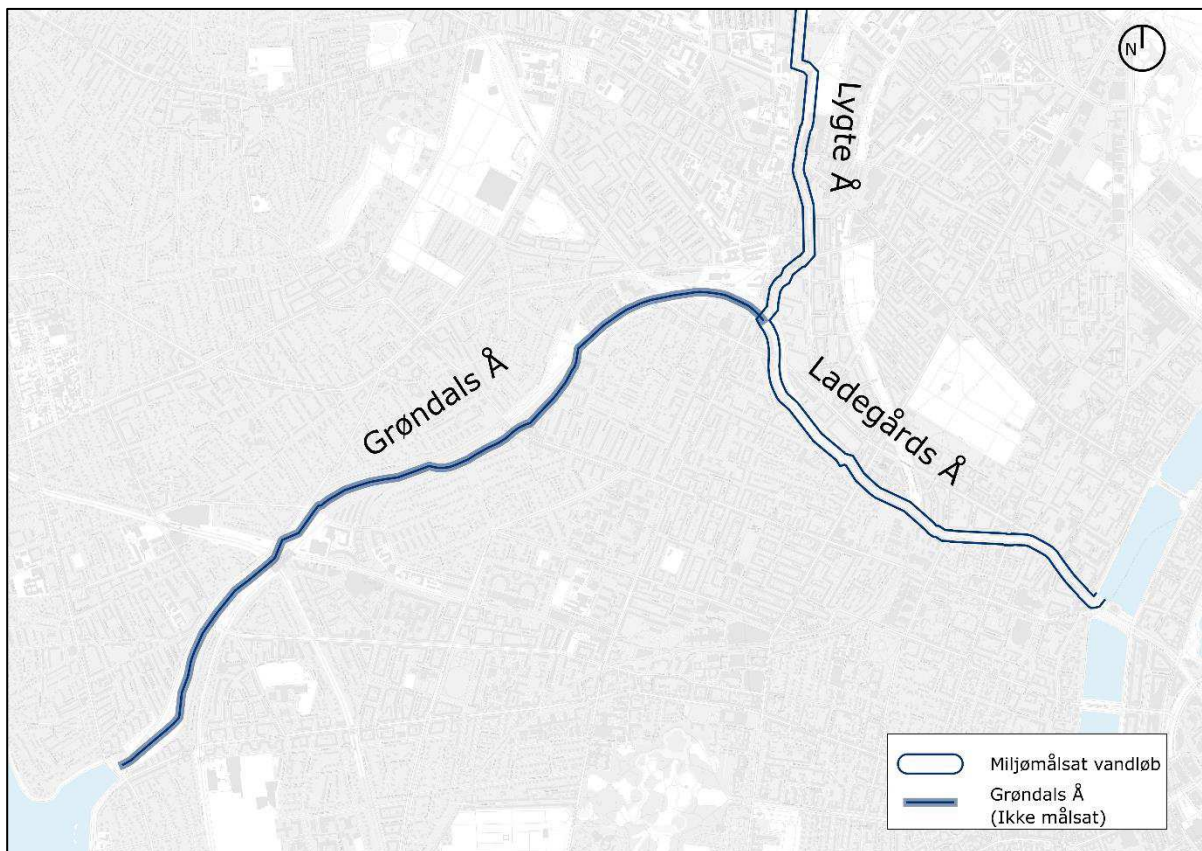 N
Lygte Å
Grøndals Å
Ladegårds Å
Miljømålsat vandløb
Grøndals Å
(Ikke målsat)